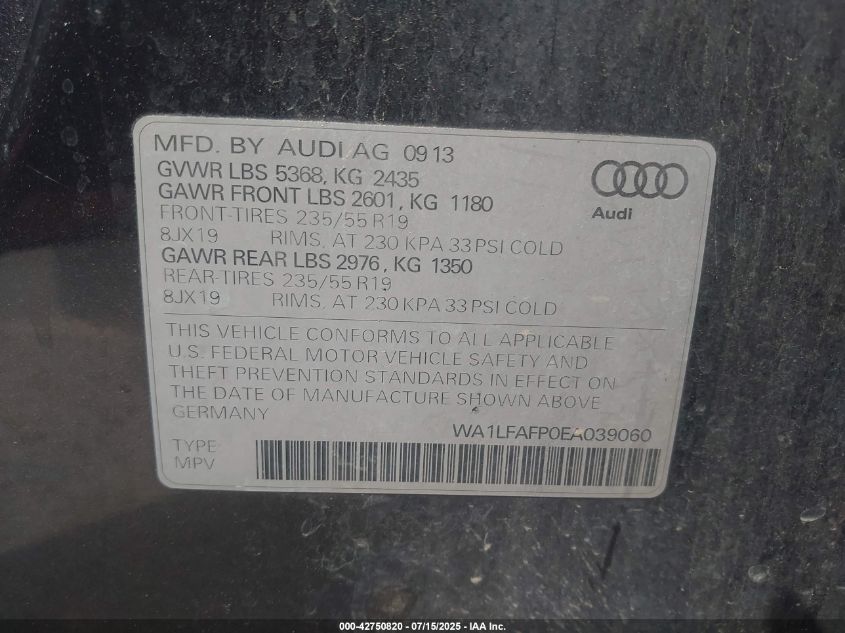 MFD. BY AUDI AG 09 13
GVWR LBS 5368, KG 2435
GAWR FRONT LBS 2601, KG 1180
FRONT-TIRES 235/55 R19
8JX19 RIMS, AT 230 KPA 33 PSI COLD
GAWR REAR LBS 2976, KG 1350
REAR-TIRES 235/55 R19
8JX19 RIMS, AT 230 KPA 33 PSI COLD
Audi
THIS VEHICLE CONFORMS TO ALL APPLICABLE
U.S. FEDERAL MOTOR VEHICLE SAFETY AND
THEFT PREVENTION STANDARDS IN EFFECT ON
THE DATE OF MANUFACTURE SHOWN ABOVE
GERMANY
WA1LFAFP0EA039060
TYPE:
MPV
000-42750820 - 07/15/2025 - IAA Inc.